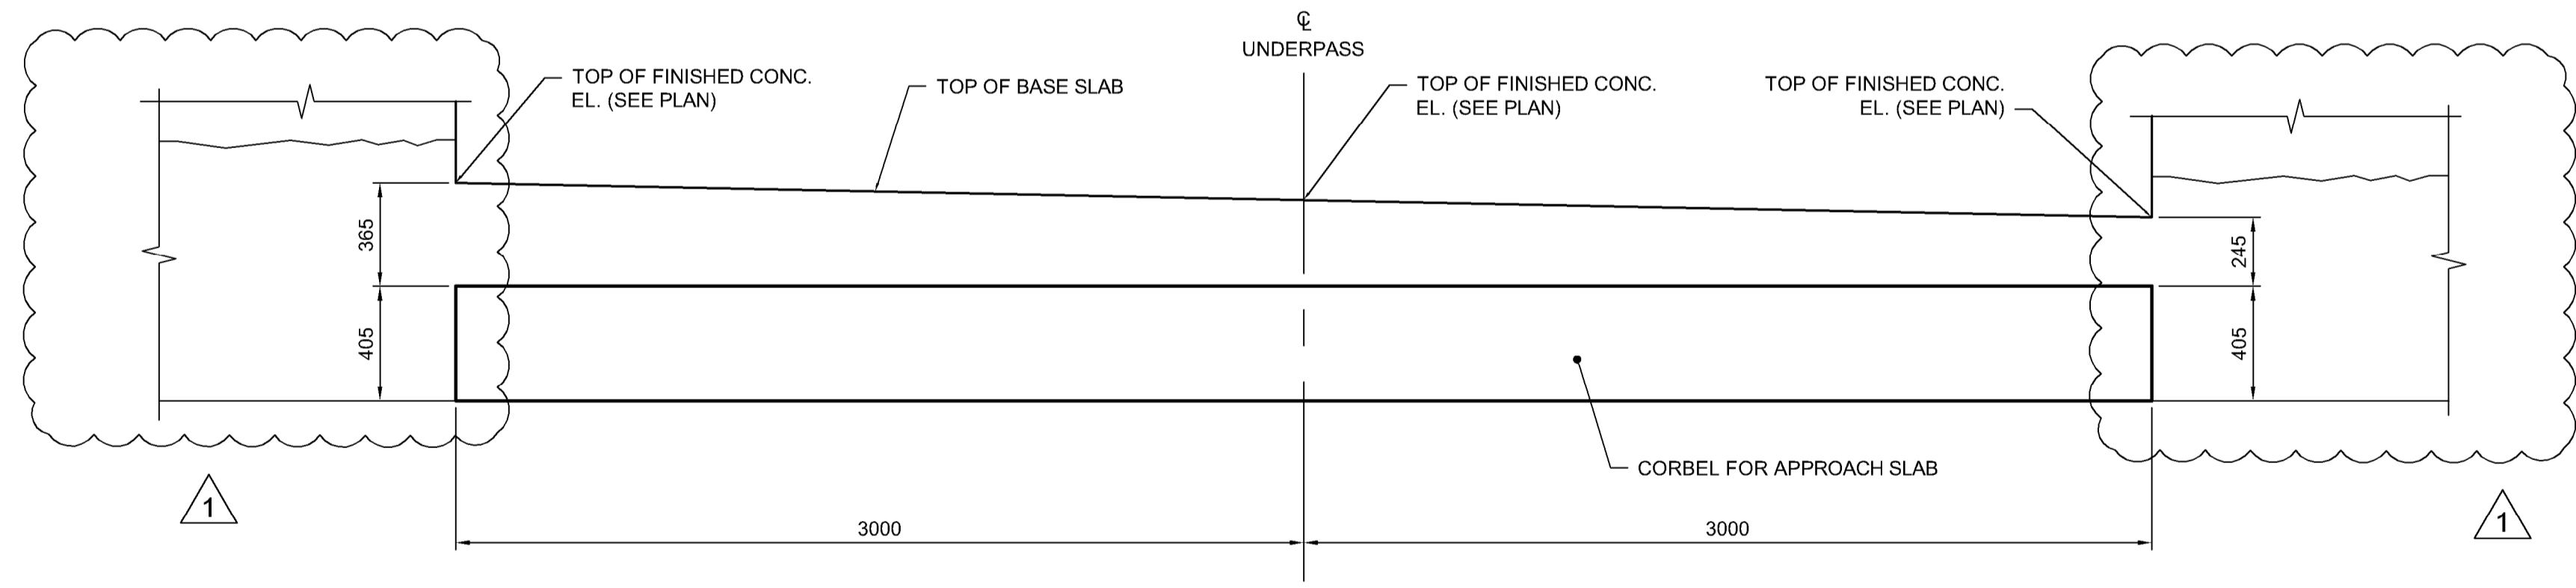 ℄
UNDERPASS
TOP OF FINISHED CONC.
EL. (SEE PLAN)
TOP OF BASE SLAB
TOP OF FINISHED CONC.
EL. (SEE PLAN)
TOP OF FINISHED CONC.
EL. (SEE PLAN)
365
245
405
405
CORBEL FOR APPROACH SLAB
1
1
3000
3000